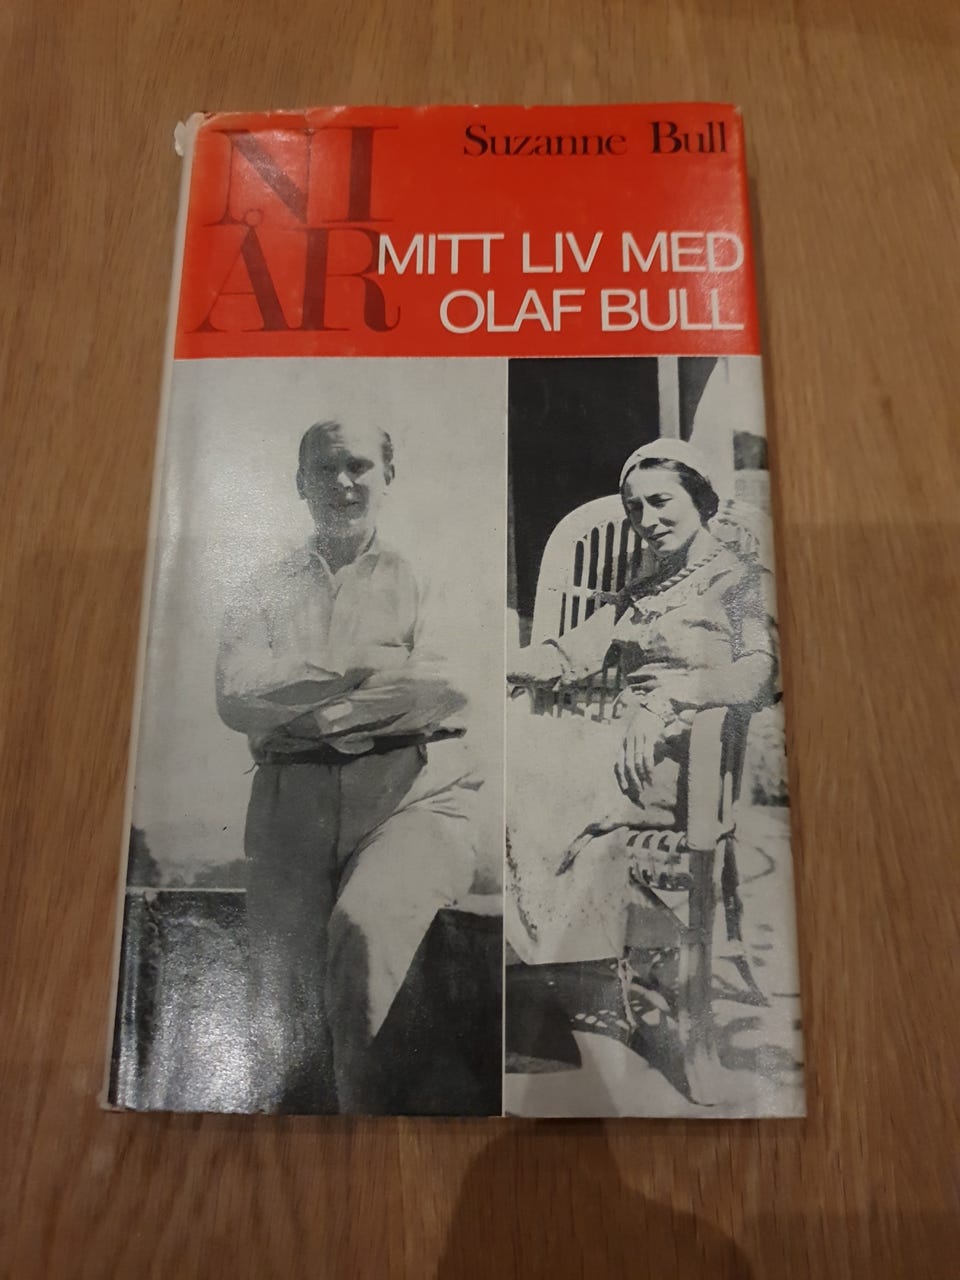 NI
ÅR
Suzanne Bull
MITT LIV MED
OLAF BULL